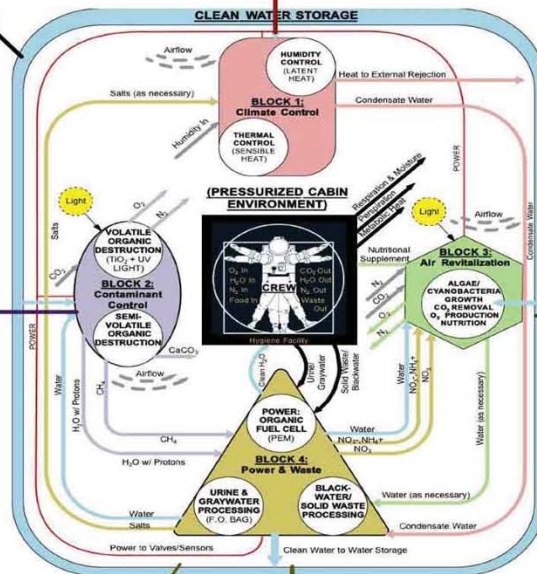 CLEAN WATER STORAGE
Airflow
HUMIDITY
CONTROL
(LATENT
HEAT)
Heat to External Rejection
Salts (as necessary)
BLOCK 1:
Climate Control
Condensate Water
Humidity In
THERMAL
CONTROL
(SENSIBLE
HEAT)
POWER
Respiration & Moisture
Perspiration
Metabolic Heat
(PRESSURIZED CABIN
ENVIRONMENT)
Light
O₂
N₂
Light
Airflow
Condensate Water
Salts
CO₂
VOLATILE
ORGANIC
DESTRUCTION
(TiO₂ + UV
LIGHT)
BLOCK 2:
Contaminant
Control
SEMI-
VOLATILE
ORGANIC
DESTRUCTION
O₂ In
H₂O In
N₂ In
Food In
CREW
CO₂ Out
H₂O Out
N₂ Out
Waste
Out
Hygiene Facility
Nutritional
Supplement
N₂
CO₂
O₂
N₂
BLOCK 3:
Air Revitalization
ALGAE/
CYANOBACTERIA
GROWTH
CO₂ REMOVAL
O₂ PRODUCTION
NUTRITION
POWER
CaCO₃
Airflow
Water
H₂O w/ Protons
CH₄
Clean H₂O
Urine/
Graywater
Solid Waste/
Blackwater
Water
NO₂-,NH₄+
NO₃
Water (as necessary)
CH₄
H₂O w/ Protons
POWER:
ORGANIC
FUEL CELL
(PEM)
Water
NO₂-,NH₄+
NO₃
BLOCK 4:
Power & Waste
URINE &
GRAYWATER
PROCESSING
(F.O. BAG)
BLACK-
WATER/
SOLID WASTE
PROCESSING
Water (as necessary)
Water
Salts
Condensate Water
Power to Valves/Sensors
Clean Water to Water Storage